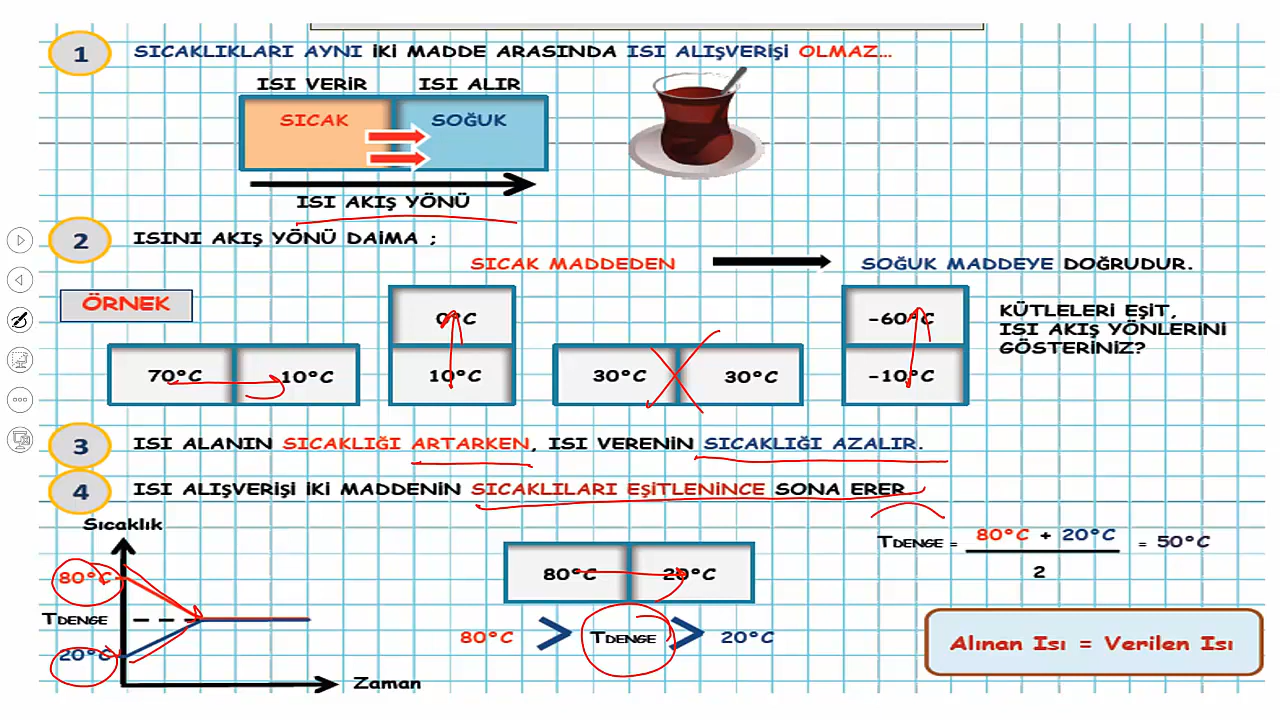 1
SICAKLIKLARI AYNI İKİ MADDE ARASINDA ISI ALIŞVERİŞİ OLMAZ...
ISI VERİR ISI ALIR
SICAK SOĞUK
ISI AKIŞ YÖNÜ
2
ISINI AKIŞ YÖNÜ DAİMA ;
SICAK MADDEDEN SOĞUK MADDEYE DOĞRUDUR.
ÖRNEK
0°C
10°C
70°C 10°C
30°C 30°C
-60°C
-10°C
KÜTLELERİ EŞİT,
ISI AKIŞ YÖNLERİNİ
GÖSTERİNİZ?
3
ISI ALANIN SICAKLIĞI ARTARKEN, ISI VERENİN SICAKLIĞI AZALIR.
4
ISI ALIŞVERİŞİ İKİ MADDENİN SICAKLILARI EŞİTLENİNCE SONA ERER
Sıcaklık
80°C
TDENGE
20°C
Zaman
80°C 20°C
80°C > TDENGE > 20°C
TDENGE = 80°C + 20°C = 50°C
2
Alınan Isı = Verilen Isı